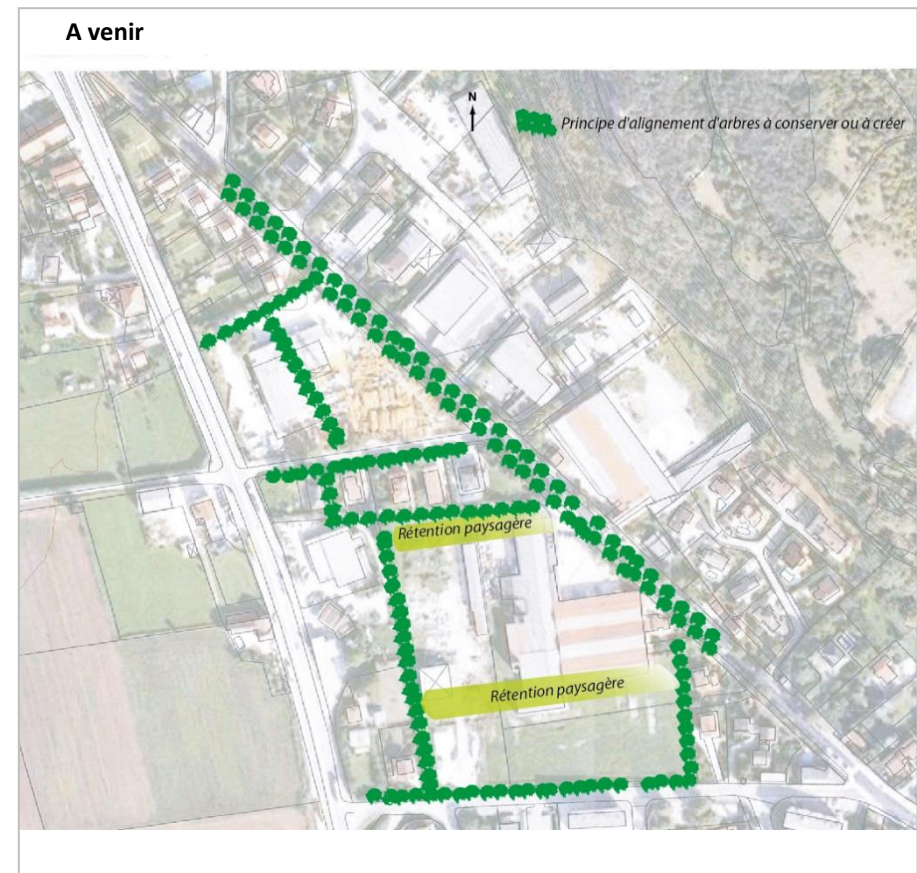 A venir
N
Principe d'alignement d'arbres à conserver ou à créer
Rétention paysagère
Rétention paysagère